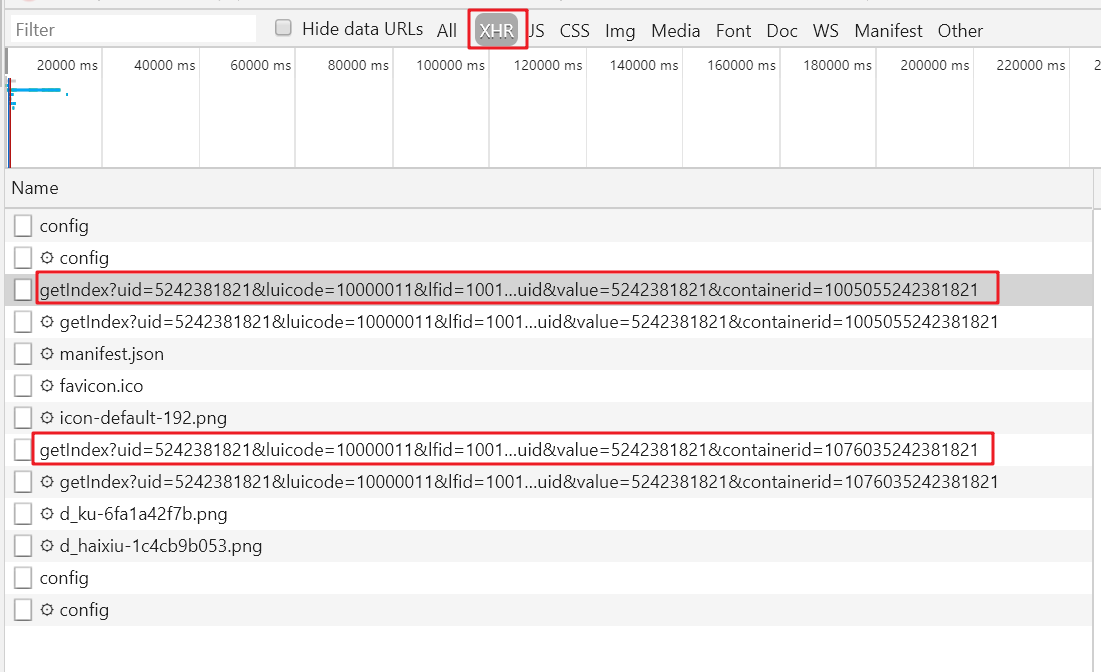 Filter Hide data URLs All XHR JS CSS Img Media Font Doc WS Manifest Other
20000 ms 40000 ms 60000 ms 80000 ms 100000 ms 120000 ms 140000 ms 160000 ms 180000 ms 200000 ms 220000 ms 2
Name
config
config
getIndex?uid=5242381821&luicode=10000011&lfid=1001...uid&value=5242381821&containerid=1005055242381821
getIndex?uid=5242381821&luicode=10000011&lfid=1001...uid&value=5242381821&containerid=1005055242381821
manifest.json
favicon.ico
icon-default-192.png
getIndex?uid=5242381821&luicode=10000011&lfid=1001...uid&value=5242381821&containerid=1076035242381821
getIndex?uid=5242381821&luicode=10000011&lfid=1001...uid&value=5242381821&containerid=1076035242381821
d_ku-6fa1a42f7b.png
d_haixiu-1c4cb9b053.png
config
config